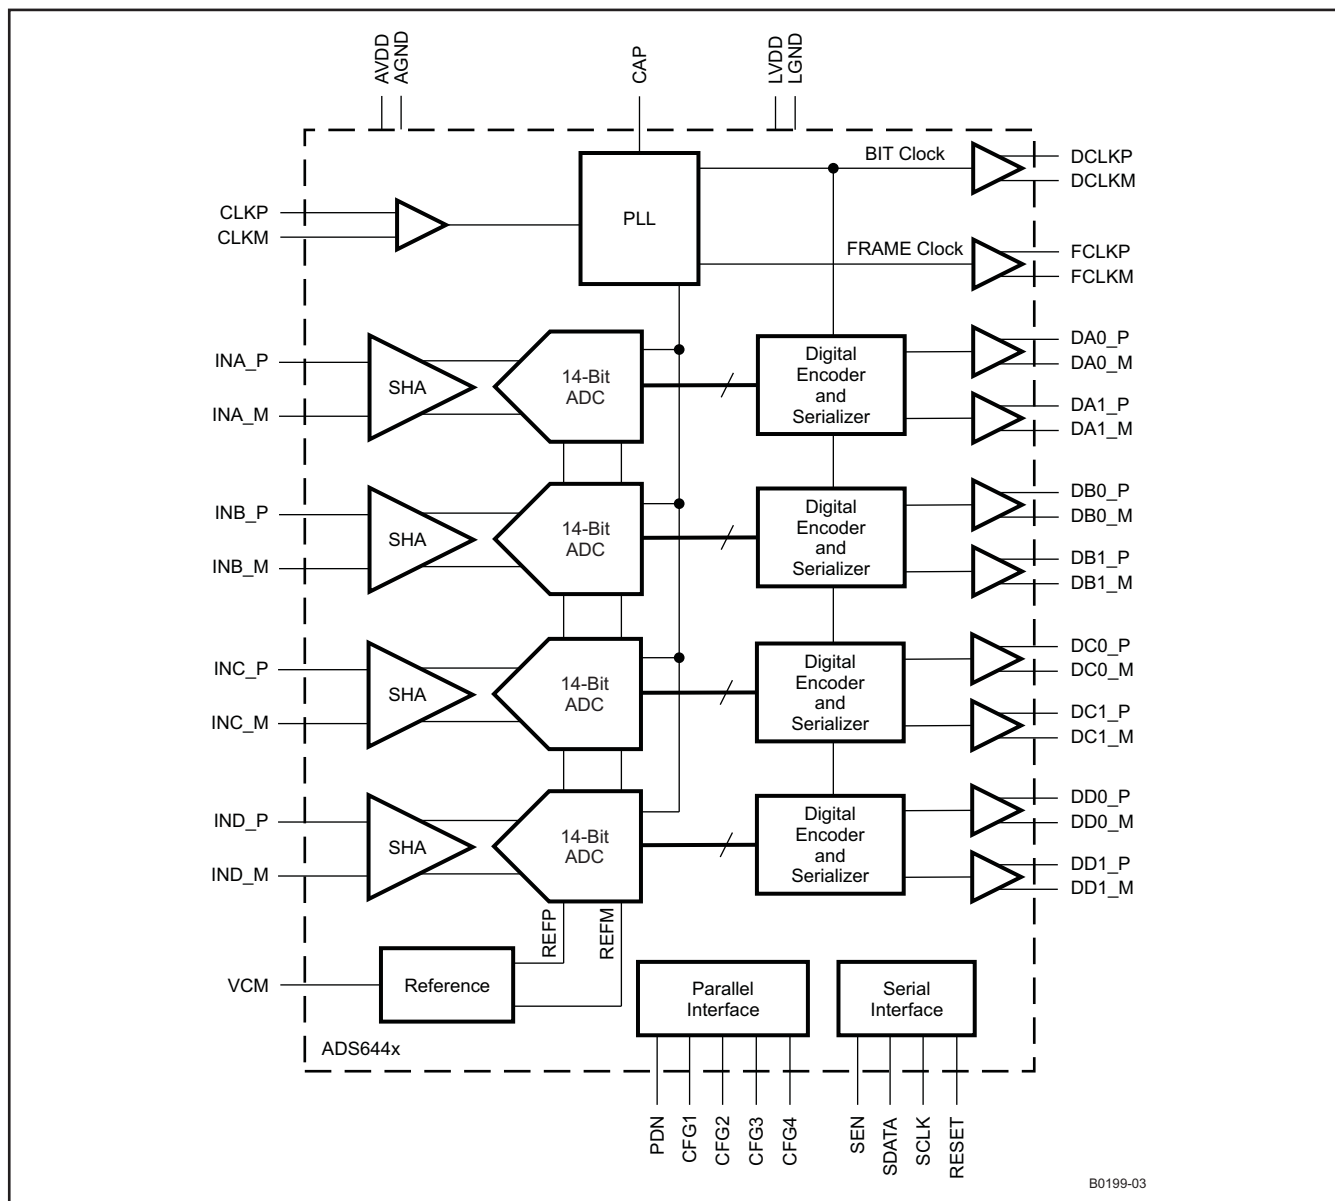 AVDD
AGND
CAP
LVDD
LGND
BIT Clock
DCLKP
DCLKM
CLKP
CLKM
PLL
FRAME Clock
FCLKP
FCLKM
INA_P
INA_M
SHA
14-Bit
ADC
Digital
Encoder
and
Serializer
DA0_P
DA0_M
DA1_P
DA1_M
INB_P
INB_M
SHA
14-Bit
ADC
Digital
Encoder
and
Serializer
DB0_P
DB0_M
DB1_P
DB1_M
INC_P
INC_M
SHA
14-Bit
ADC
Digital
Encoder
and
Serializer
DC0_P
DC0_M
DC1_P
DC1_M
IND_P
IND_M
SHA
14-Bit
ADC
Digital
Encoder
and
Serializer
DD0_P
DD0_M
DD1_P
DD1_M
REFP
REFM
VCM
Reference
Parallel
Interface
Serial
Interface
ADS644x
PDN
CFG1
CFG2
CFG3
CFG4
SEN
SDATA
SCLK
RESET
B0199-03